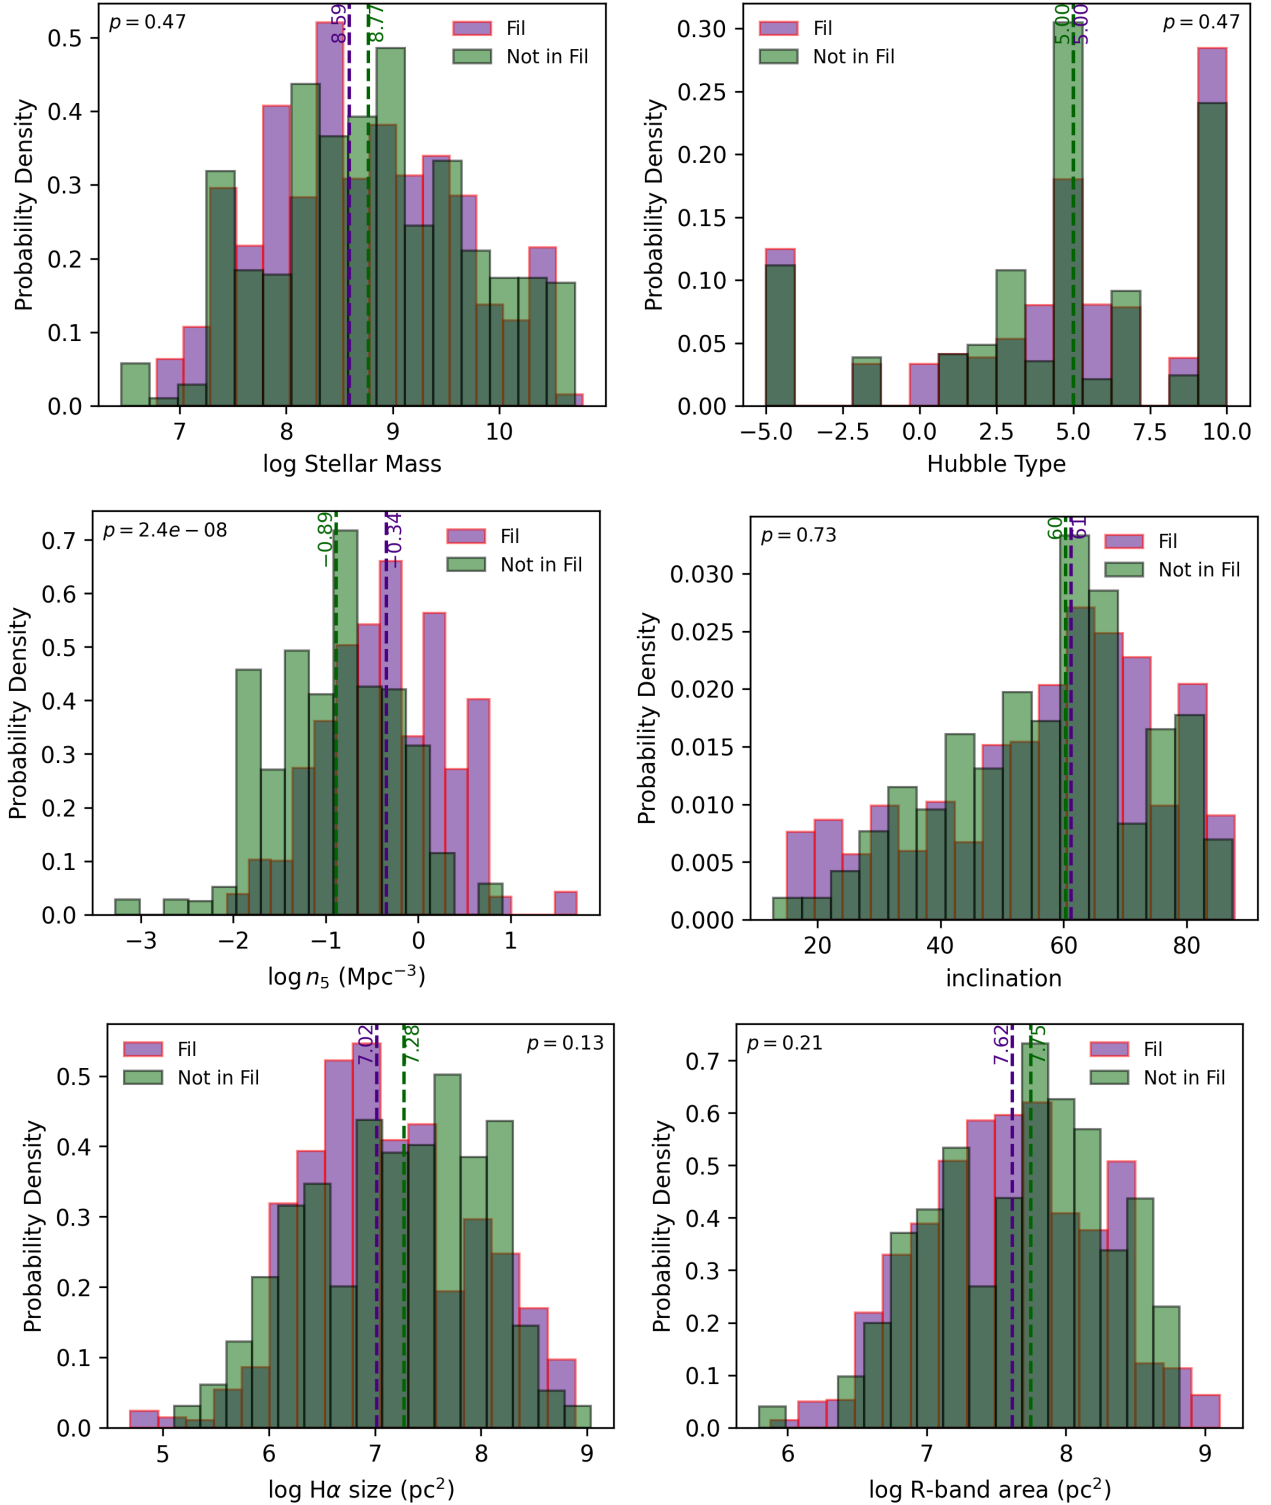 p = 0.47
8.59
8.77
Fil
Not in Fil
Probability Density
0.5
0.4
0.3
0.2
0.1
0.0
7
8
9
10
log Stellar Mass
Fil
Not in Fil
5.00
5.00
p = 0.47
Probability Density
0.30
0.25
0.20
0.15
0.10
0.05
0.00
−5.0
−2.5
0.0
2.5
5.0
7.5
10.0
Hubble Type
p = 2.4e − 08
−0.89
−0.34
Fil
Not in Fil
Probability Density
0.7
0.6
0.5
0.4
0.3
0.2
0.1
0.0
−3
−2
−1
0
1
log n₅ (Mpc⁻³)
p = 0.73
60
61
Fil
Not in Fil
Probability Density
0.030
0.025
0.020
0.015
0.010
0.005
0.000
20
40
60
80
inclination
Fil
Not in Fil
7.02
7.28
p = 0.13
Probability Density
0.5
0.4
0.3
0.2
0.1
0.0
5
6
7
8
9
log Hα size (pc²)
p = 0.21
7.62
7.75
Fil
Not in Fil
Probability Density
0.7
0.6
0.5
0.4
0.3
0.2
0.1
0.0
6
7
8
9
log R-band area (pc²)